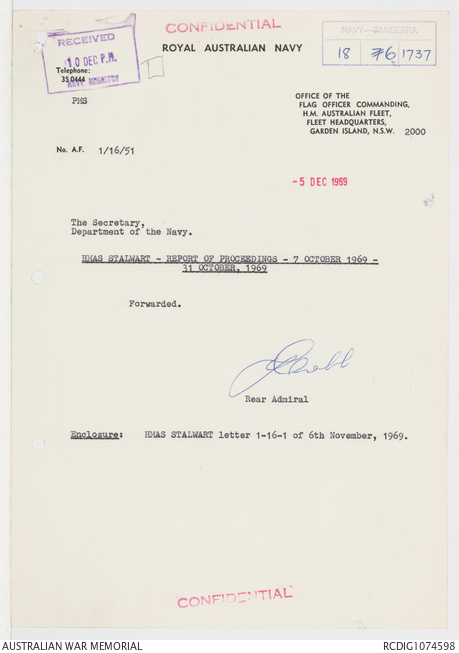 CONFIDENTIAL
RECEIVED
10 DEC P.M.
NAVY REGISTRY
Telephone:
35 0444
PMS
ROYAL AUSTRALIAN NAVY
NAVY—CANBERRA
18 76 1737
OFFICE OF THE
FLAG OFFICER COMMANDING,
H.M. AUSTRALIAN FLEET,
FLEET HEADQUARTERS,
GARDEN ISLAND, N.S.W. 2000
No. A.F. 1/16/51
-5 DEC 1969
The Secretary,
Department of the Navy.
HMAS STALWART - REPORT OF PROCEEDINGS - 7 OCTOBER 1969 -
31 OCTOBER, 1969
Forwarded.
Rear Admiral
Enclosure: HMAS STALWART letter 1-16-1 of 6th November, 1969.
CONFIDENTIAL
AUSTRALIAN WAR MEMORIAL
RCDIG1074598